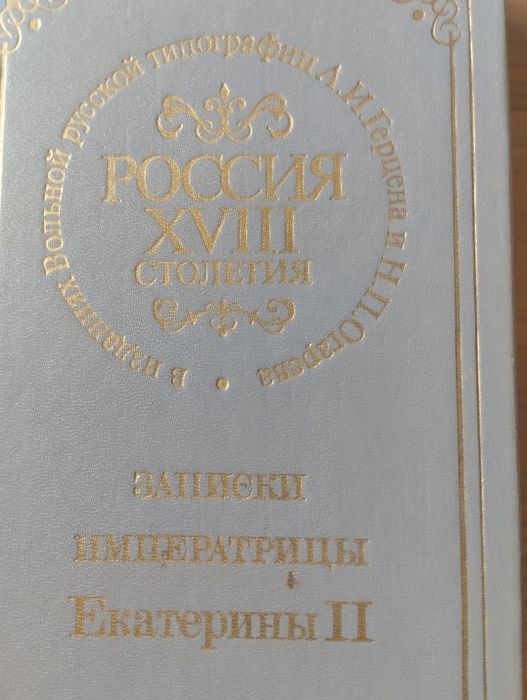 в изданиях Вольной русской типографии А.И.Герцена и Н.П.Огарева
РОССИЯ
XVIII
СТОЛЕТИЯ
ЗАПИСКИ
ИМПЕРАТРИЦЫ
Екатерины II